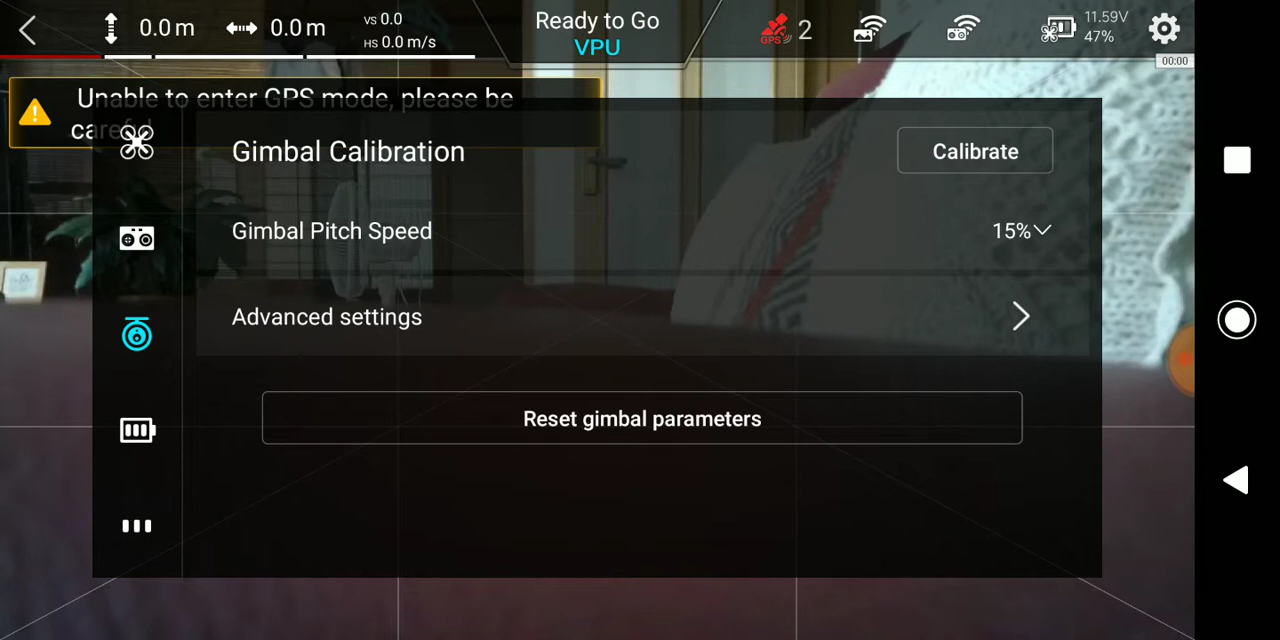 0.0 m
0.0 m
VS 0.0
HS 0.0 m/s
Ready to Go
VPU
GPS
2
11.59V
47%
00:00
Unable to enter GPS mode, please be
careful
Gimbal Calibration
Calibrate
Gimbal Pitch Speed
15%
Advanced settings
Reset gimbal parameters